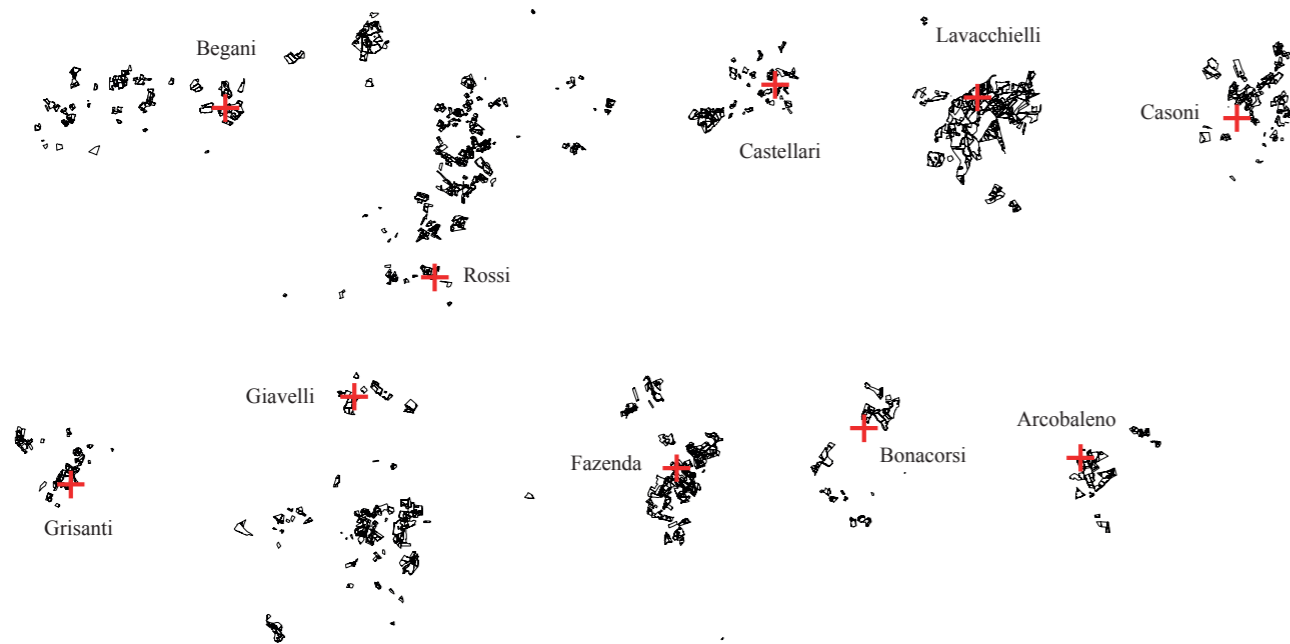 Begani
Lavacchielli
Casoni
Castellari
Rossi
Giavelli
Arcobaleno
Fazenda
Bonacorsi
Grisanti